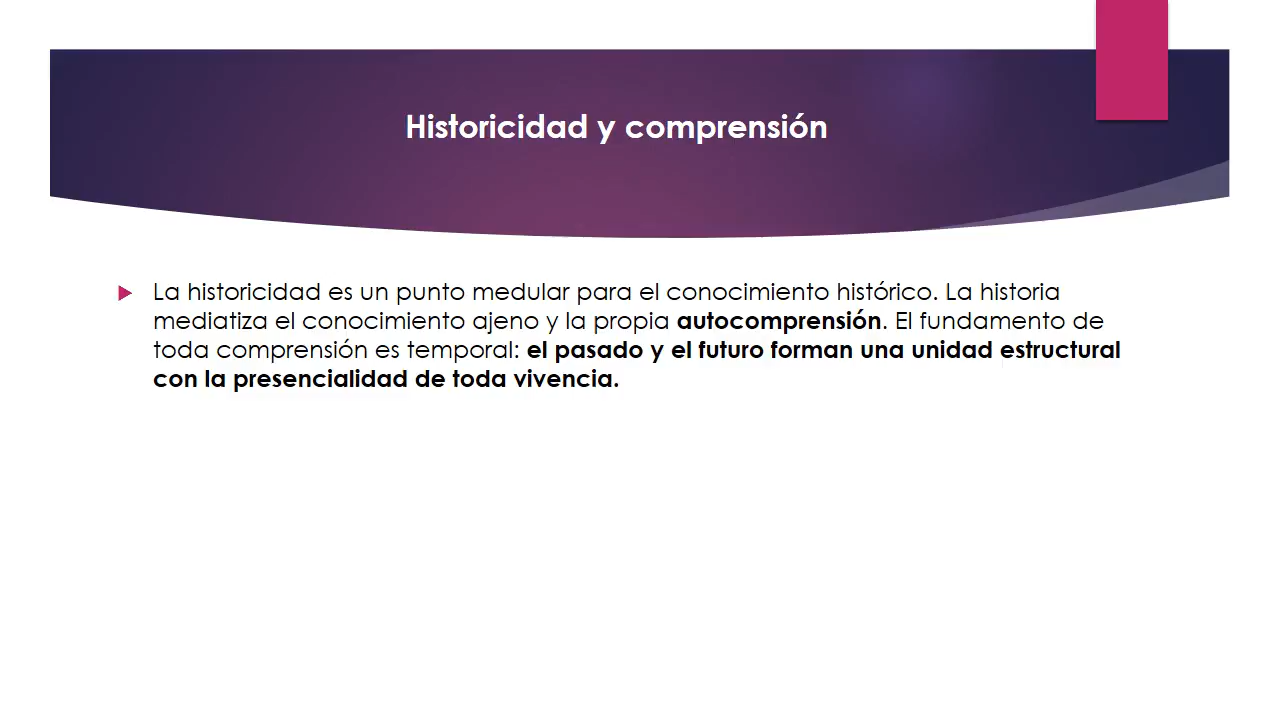 Historicidad y comprensión
La historicidad es un punto medular para el conocimiento histórico. La historia
mediatiza el conocimiento ajeno y la propia autocomprensión. El fundamento de
toda comprensión es temporal: el pasado y el futuro forman una unidad estructural
con la presencialidad de toda vivencia.